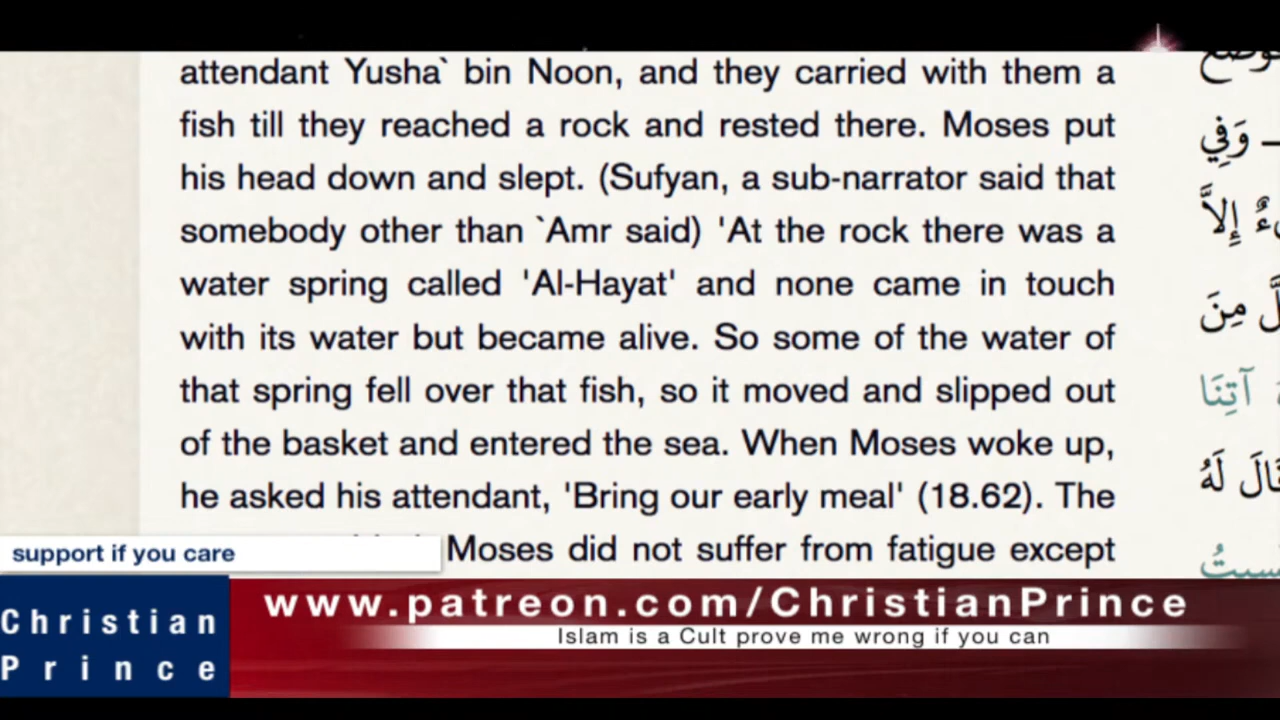 attendant Yusha` bin Noon, and they carried with them a
fish till they reached a rock and rested there. Moses put
his head down and slept. (Sufyan, a sub-narrator said that
somebody other than `Amr said) 'At the rock there was a
water spring called 'Al-Hayat' and none came in touch
with its water but became alive. So some of the water of
that spring fell over that fish, so it moved and slipped out
of the basket and entered the sea. When Moses woke up,
he asked his attendant, 'Bring our early meal' (18.62). The
Moses did not suffer from fatigue except
وَفِي
إِلاَّ
مِنَ
آتِنَا
قَالَ لَهُ
support if you care
Christian
Prince
www.patreon.com/ChristianPrince
Islam is a Cult prove me wrong if you can